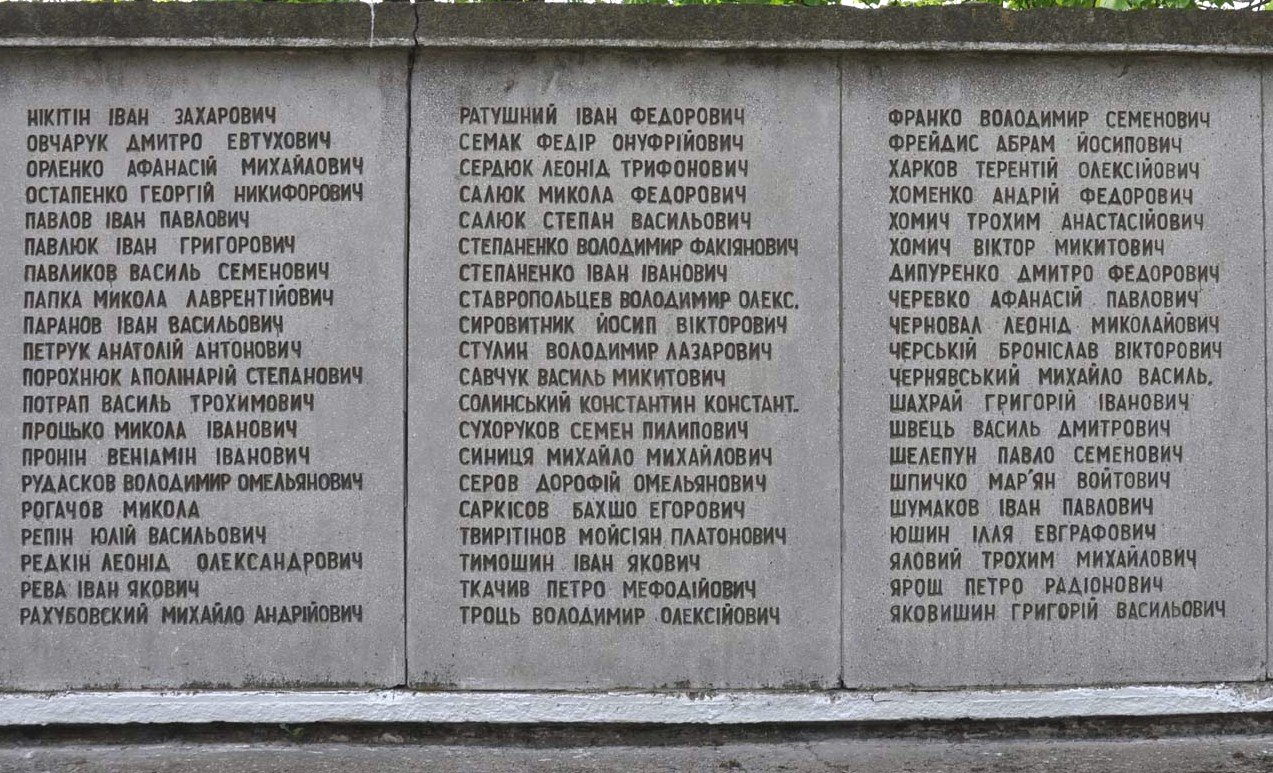 НІКІТІН ІВАН ЗАХАРОВИЧ
ОВЧАРУК ДМИТРО ЕВТУХОВИЧ
ОРЛЕНКО АФАНАСІЙ МИХАЙЛОВИЧ
ОСТАПЕНКО ГЕОРГІЙ НИКИФОРОВИЧ
ПАВЛОВ ІВАН ПАВЛОВИЧ
ПАВЛЮК ІВАН ГРИГОРОВИЧ
ПАВЛИКОВ ВАСИЛЬ СЕМЕНОВИЧ
ПАПКА МИКОЛА ЛАВРЕНТІЙОВИЧ
ПАРАНОВ ІВАН ВАСИЛЬОВИЧ
ПЕТРУК АНАТОЛІЙ АНТОНОВИЧ
ПОРОХНЮК АПОЛІНАРІЙ СТЕПАНОВИЧ
ПОТРАП ВАСИЛЬ ТРОХИМОВИЧ
ПРОЦЬКО МИКОЛА ІВАНОВИЧ
ПРОНІН ВЕНІАМІН ІВАНОВИЧ
РУДАСКОВ ВОЛОДИМИР ОМЕЛЬЯНОВИЧ
РОГАЧОВ МИКОЛА
РЕПІН ЮЛІЙ ВАСИЛЬОВИЧ
РЕДКІН ЛЕОНІД ОЛЕКСАНДРОВИЧ
РЕВА ІВАН ЯКОВИЧ
РАХУБОВСКИЙ МИХАЙЛО АНДРІЙОВИЧ
РАТУШНИЙ ІВАН ФЕДОРОВИЧ
СЕМАК ФЕДІР ОНУФРІЙОВИЧ
СЕРДЮК ЛЕОНІД ТРИФОНОВИЧ
САЛЮК МИКОЛА ФЕДОРОВИЧ
САЛЮК СТЕПАН ВАСИЛЬОВИЧ
СТЕПАНЕНКО ВОЛОДИМИР ФАКІЯНОВИЧ
СТЕПАНЕНКО ІВАН ІВАНОВИЧ
СТАВРОПОЛЬЦЕВ ВОЛОДИМИР ОЛЕКС.
СИРОВИТНИК ЙОСИП ВІКТОРОВИЧ
СТУЛИН ВОЛОДИМИР ЛАЗАРОВИЧ
САВЧУК ВАСИЛЬ МИКИТОВИЧ
СОЛИНСЬКИЙ КОНСТАНТИН КОНСТАНТ.
СУХОРУКОВ СЕМЕН ПИЛИПОВИЧ
СИНИЦЯ МИХАЙЛО МИХАЙЛОВИЧ
СЕРОВ ДОРОФІЙ ОМЕЛЬЯНОВИЧ
САРКІСОВ БАХШО ЕГОРОВИЧ
ТВИРІТІНОВ МОЙСІЯН ПЛАТОНОВИЧ
ТИМОШИН ІВАН ЯКОВИЧ
ТКАЧИВ ПЕТРО МЕФОДІЙОВИЧ
ТРОЦЬ ВОЛОДИМИР ОЛЕКСІЙОВИЧ
ФРАНКО ВОЛОДИМИР СЕМЕНОВИЧ
ФРЕЙДИС АБРАМ ЙОСИПОВИЧ
ХАРКОВ ТЕРЕНТІЙ ОЛЕКСІЙОВИЧ
ХОМЕНКО АНДРІЙ ФЕДОРОВИЧ
ХОМИЧ ТРОХИМ АНАСТАСІЙОВИЧ
ХОМИЧ ВІКТОР МИКИТОВИЧ
ДИПУРЕНКО ДМИТРО ФЕДОРОВИЧ
ЧЕРЕВКО АФАНАСІЙ ПАВЛОВИЧ
ЧЕРНОВАЛ ЛЕОНІД МИКОЛАЙОВИЧ
ЧЕРСЬКІЙ БРОНІСЛАВ ВІКТОРОВИЧ
ЧЕРНЯВСЬКИЙ МИХАЙЛО ВАСИЛЬ.
ШАХРАЙ ГРИГОРІЙ ІВАНОВИЧ
ШВЕЦЬ ВАСИЛЬ ДМИТРОВИЧ
ШЕЛЕПУН ПАВЛО СЕМЕНОВИЧ
ШПИЧКО МАР'ЯН ВОЙТОВИЧ
ШУМАКОВ ІВАН ПАВЛОВИЧ
ЮШИН ІЛЛЯ ЕВГРАФОВИЧ
ЯЛОВИЙ ТРОХИМ МИХАЙЛОВИЧ
ЯРОШ ПЕТРО РАДІОНОВИЧ
ЯКОВИШИН ГРИГОРІЙ ВАСИЛЬОВИЧ